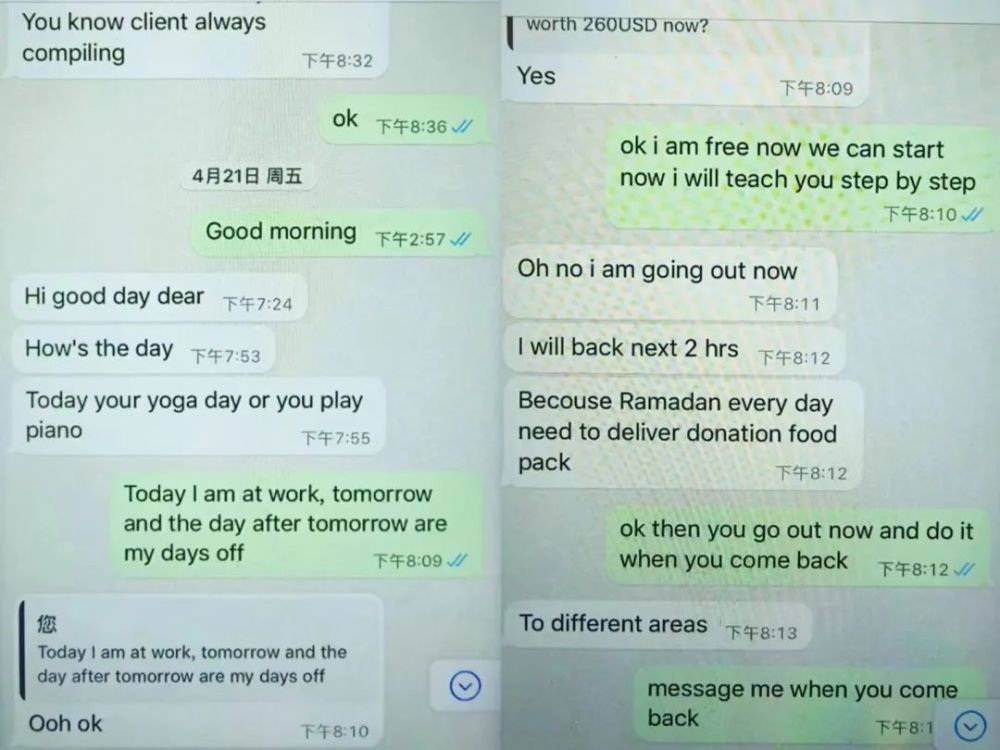 You know client always
compiling
下午8:32
ok 下午8:36
4月21日 周五
Good morning 下午2:57
Hi good day dear 下午7:24
How's the day 下午7:53
Today your yoga day or you play
piano
下午7:55
Today I am at work, tomorrow
and the day after tomorrow are
my days off 下午8:09
您
Today I am at work, tomorrow and the
day after tomorrow are my days off
Ooh ok 下午8:10
worth 260USD now?
Yes
下午8:09
ok i am free now we can start
now i will teach you step by step
下午8:10
Oh no i am going out now
下午8:11
I will back next 2 hrs 下午8:12
Becouse Ramadan every day
need to deliver donation food
pack
下午8:12
ok then you go out now and do it
when you come back 下午8:12
To different areas 下午8:13
message me when you come
back 下午8:1